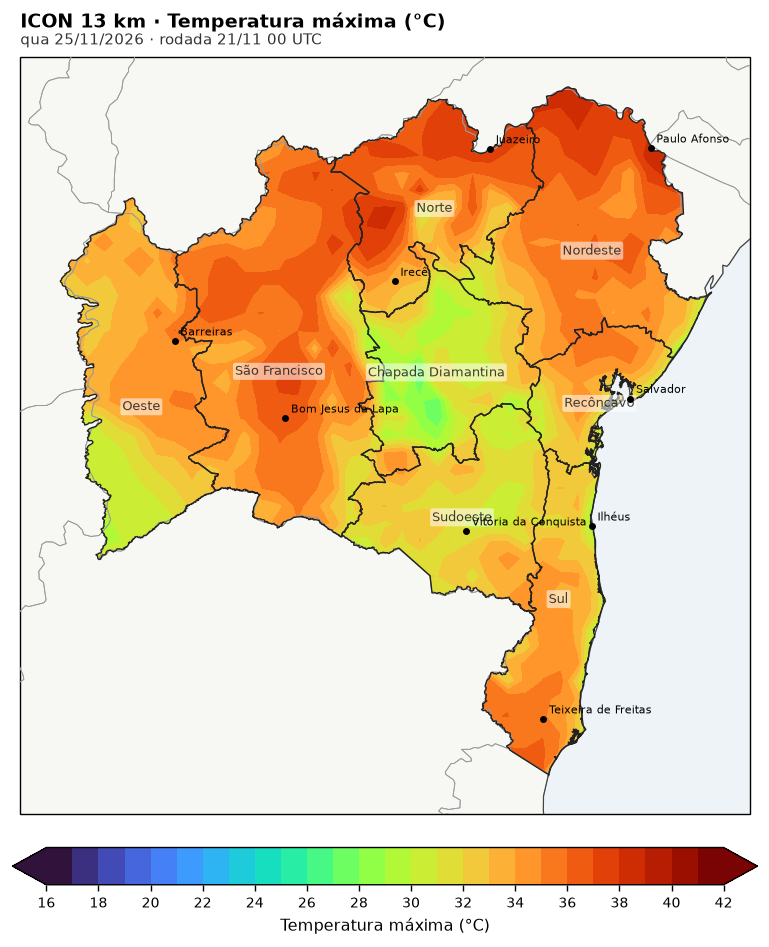 ICON 13 km · Temperatura máxima (°C)
qua 25/11/2026 · rodada 21/11 00 UTC
Juazeiro
Paulo Afonso
Norte
Nordeste
Irecê
Barreiras
São Francisco
Chapada Diamantina
Salvador
Oeste
Recôncavo
Bom Jesus da Lapa
Sudoeste
Ilhéus
Vitória da Conquista
Sul
Teixeira de Freitas
16 18 20 22 24 26 28 30 32 34 36 38 40 42
Temperatura máxima (°C)